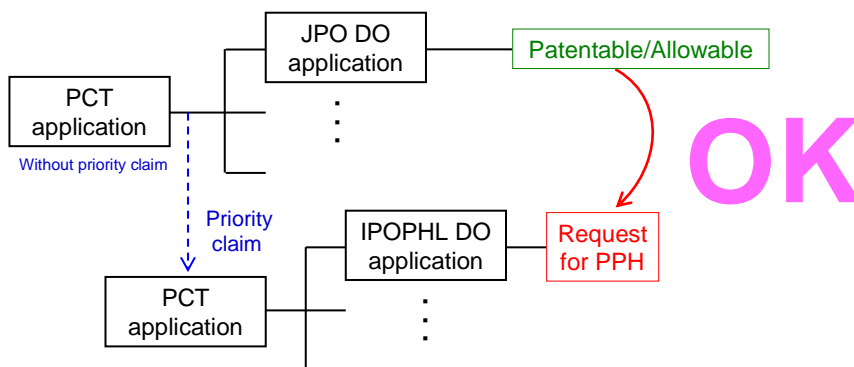 JPO DO
application
Patentable/Allowable
PCT
application
Without priority claim
OK
Priority
claim
IPOPHL DO
application
Request
for PPH
PCT
application